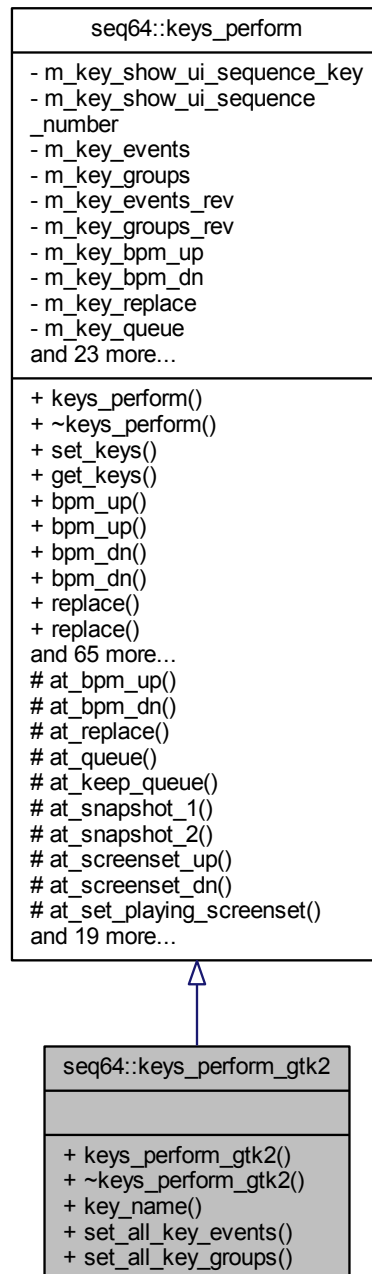 seq64::keys_perform
- m_key_show_ui_sequence_key
- m_key_show_ui_sequence
_number
- m_key_events
- m_key_groups
- m_key_events_rev
- m_key_groups_rev
- m_key_bpm_up
- m_key_bpm_dn
- m_key_replace
- m_key_queue
and 23 more...
+ keys_perform()
+ ~keys_perform()
+ set_keys()
+ get_keys()
+ bpm_up()
+ bpm_up()
+ bpm_dn()
+ bpm_dn()
+ replace()
+ replace()
and 65 more...
# at_bpm_up()
# at_bpm_dn()
# at_replace()
# at_queue()
# at_keep_queue()
# at_snapshot_1()
# at_snapshot_2()
# at_screenset_up()
# at_screenset_dn()
# at_set_playing_screenset()
and 19 more...
seq64::keys_perform_gtk2
+ keys_perform_gtk2()
+ ~keys_perform_gtk2()
+ key_name()
+ set_all_key_events()
+ set_all_key_groups()